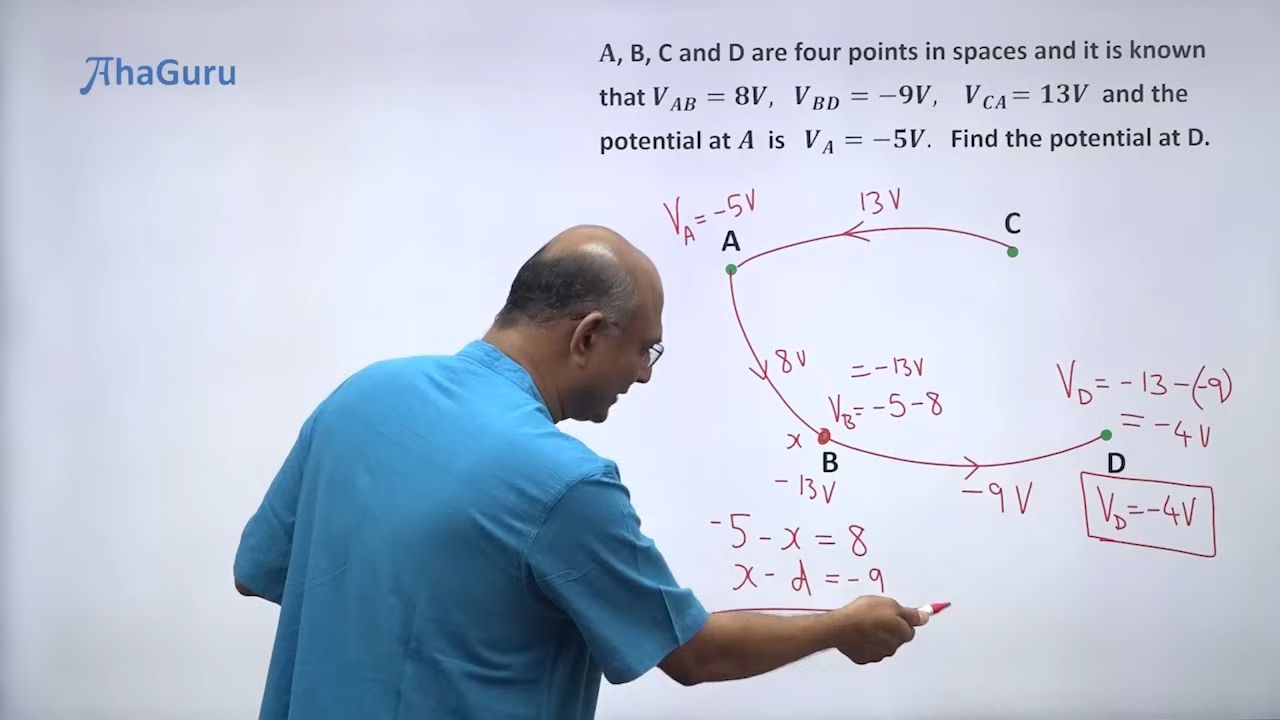 AhaGuru
A, B, C and D are four points in spaces and it is known
that V_AB = 8V, V_BD = −9V, V_CA = 13V and the
potential at A is V_A = −5V. Find the potential at D.
V_A = -5V
13V
A
C
8V
= -13V
V_B = -5-8
x
B
-13V
-9V
V_D = -13-(-9)
= -4V
D
V_D = -4V
-5 - x = 8
x - d = -9